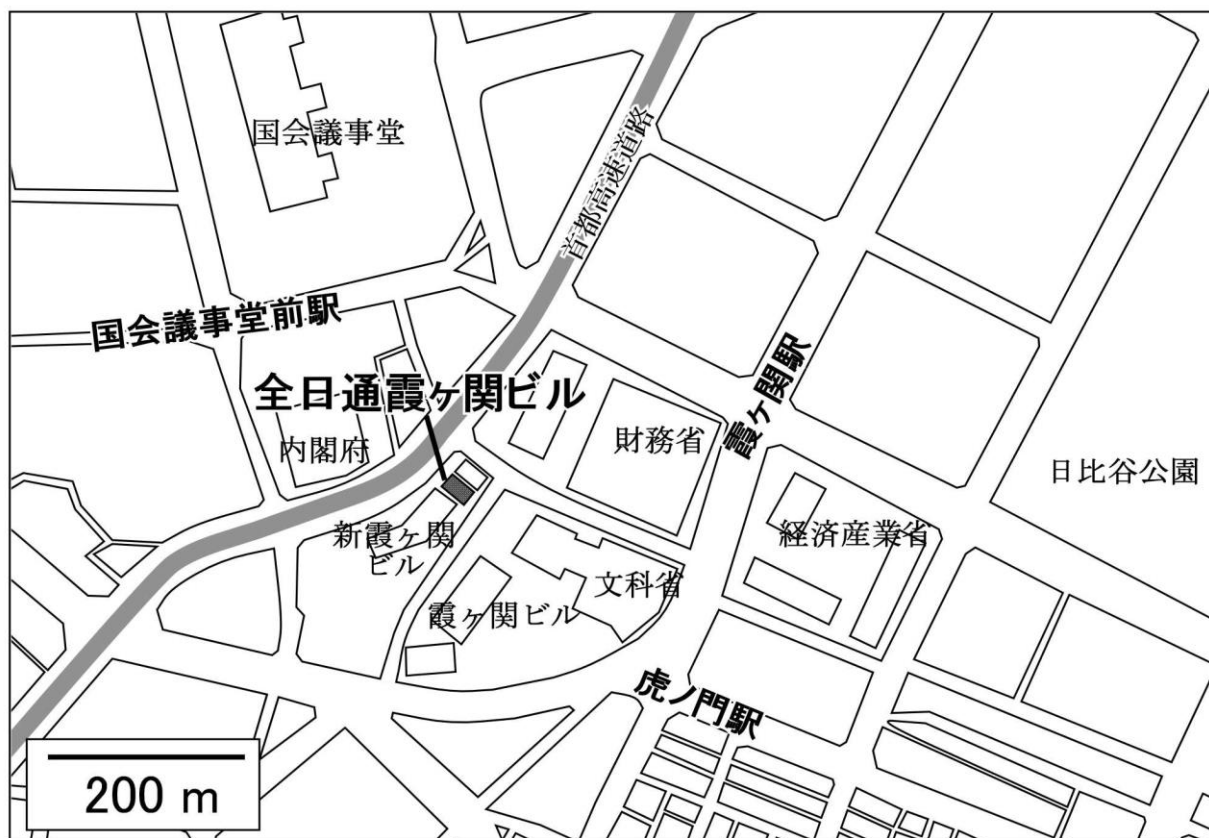 国会議事堂
首都高速道路
国会議事堂前駅
霞ヶ関駅
全日通霞ヶ関ビル
内閣府
財務省
日比谷公園
新霞ヶ関
ビル
経済産業省
文科省
霞ヶ関ビル
虎ノ門駅
200 m